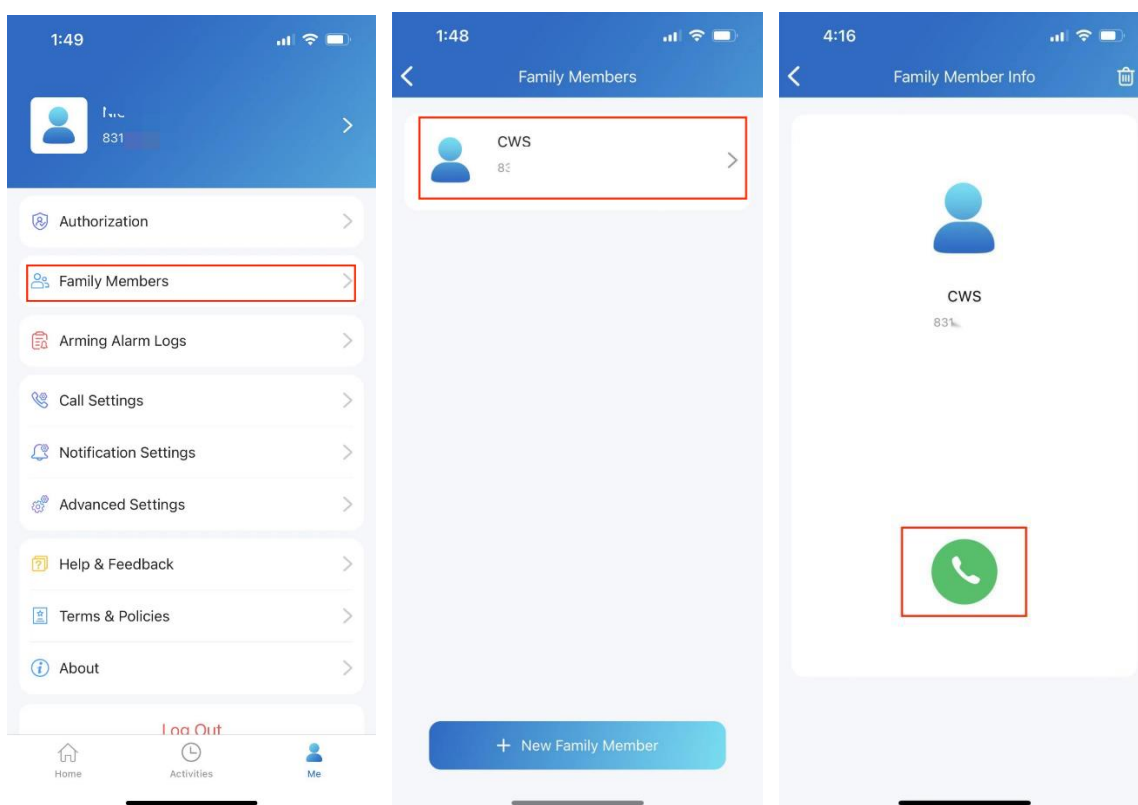 1:49
831
Authorization
Family Members
Arming Alarm Logs
Call Settings
Notification Settings
Advanced Settings
Help & Feedback
Terms & Policies
About
Log Out
Home
Activities
Me
1:48
Family Members
CWS
+ New Family Member
4:16
Family Member Info
CWS
831